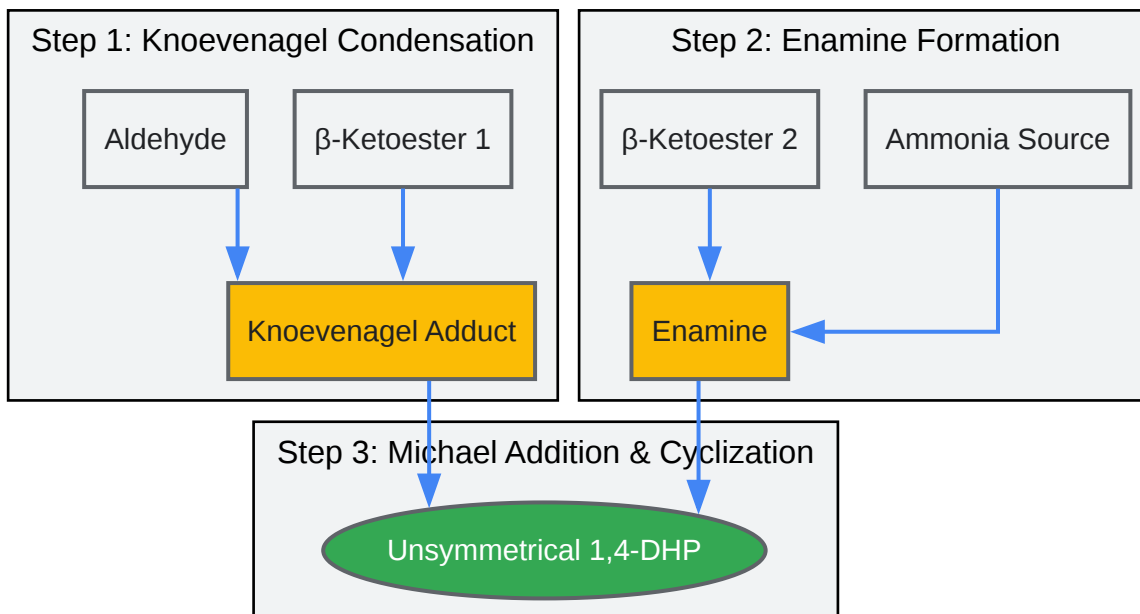 Step 1: Knoevenagel Condensation
Aldehyde
β-Ketoester 1
Knoevenagel Adduct
Step 2: Enamine Formation
β-Ketoester 2
Ammonia Source
Enamine
Step 3: Michael Addition & Cyclization
Unsymmetrical 1,4-DHP